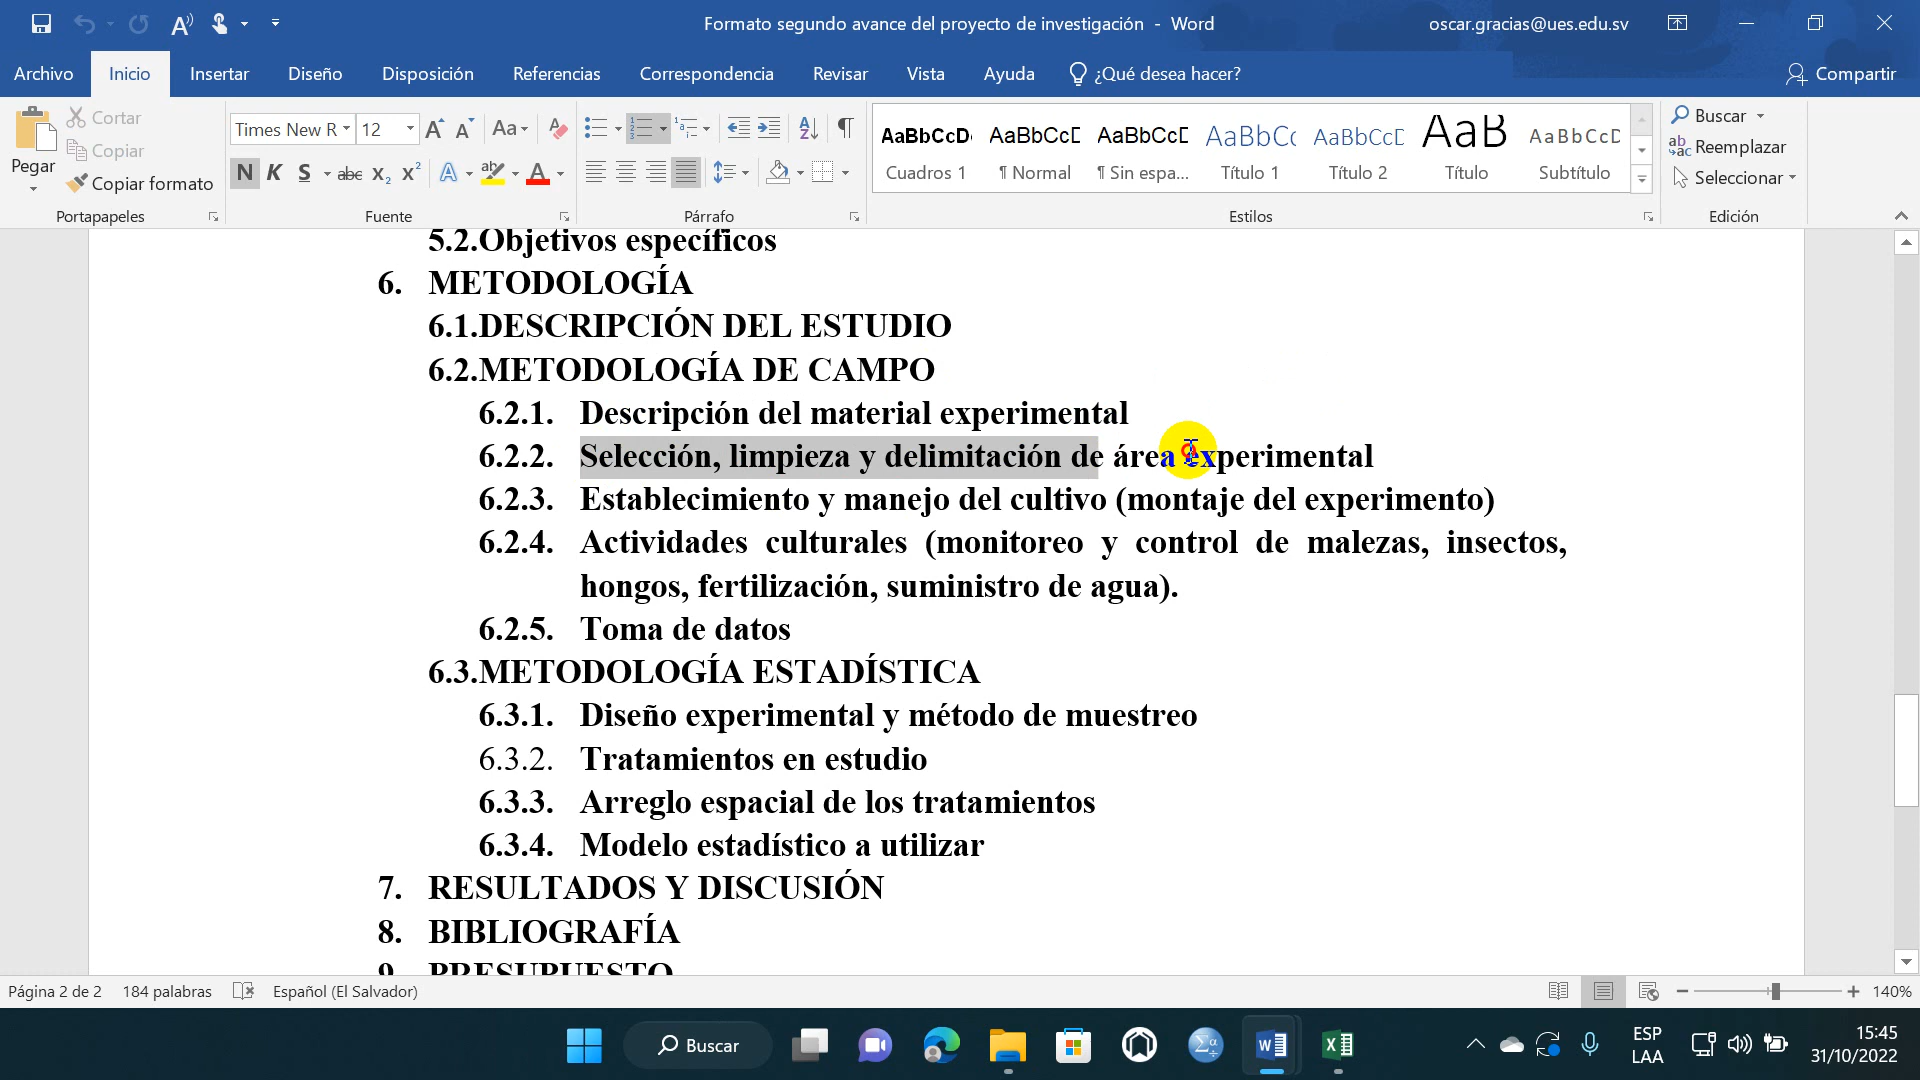 Formato segundo avance del proyecto de investigación - Word
oscar.gracias@ues.edu.sv
Archivo Inicio Insertar Diseño Disposición Referencias Correspondencia Revisar Vista Ayuda ¿Qué desea hacer? Compartir
Pegar
Cortar
Copiar
Copiar formato
Portapapeles
Times New R 12
Fuente
Párrafo
AaBbCcDc AaBbCcD AaBbCcD AaBbCc AaBbCcD AaB AaBbCcD
Cuadros 1 ¶ Normal ¶ Sin espa... Título 1 Título 2 Título Subtítulo
Estilos
Buscar
Reemplazar
Seleccionar
Edición
5.2.Objetivos específicos
6. METODOLOGÍA
6.1.DESCRIPCIÓN DEL ESTUDIO
6.2.METODOLOGÍA DE CAMPO
6.2.1. Descripción del material experimental
6.2.2. Selección, limpieza y delimitación de área experimental
6.2.3. Establecimiento y manejo del cultivo (montaje del experimento)
6.2.4. Actividades culturales (monitoreo y control de malezas, insectos,
hongos, fertilización, suministro de agua).
6.2.5. Toma de datos
6.3.METODOLOGÍA ESTADÍSTICA
6.3.1. Diseño experimental y método de muestreo
6.3.2. Tratamientos en estudio
6.3.3. Arreglo espacial de los tratamientos
6.3.4. Modelo estadístico a utilizar
7. RESULTADOS Y DISCUSIÓN
8. BIBLIOGRAFÍA
9. PRESUPUESTO
Página 2 de 2 184 palabras Español (El Salvador) 140%
Buscar
ESP
LAA
15:45
31/10/2022